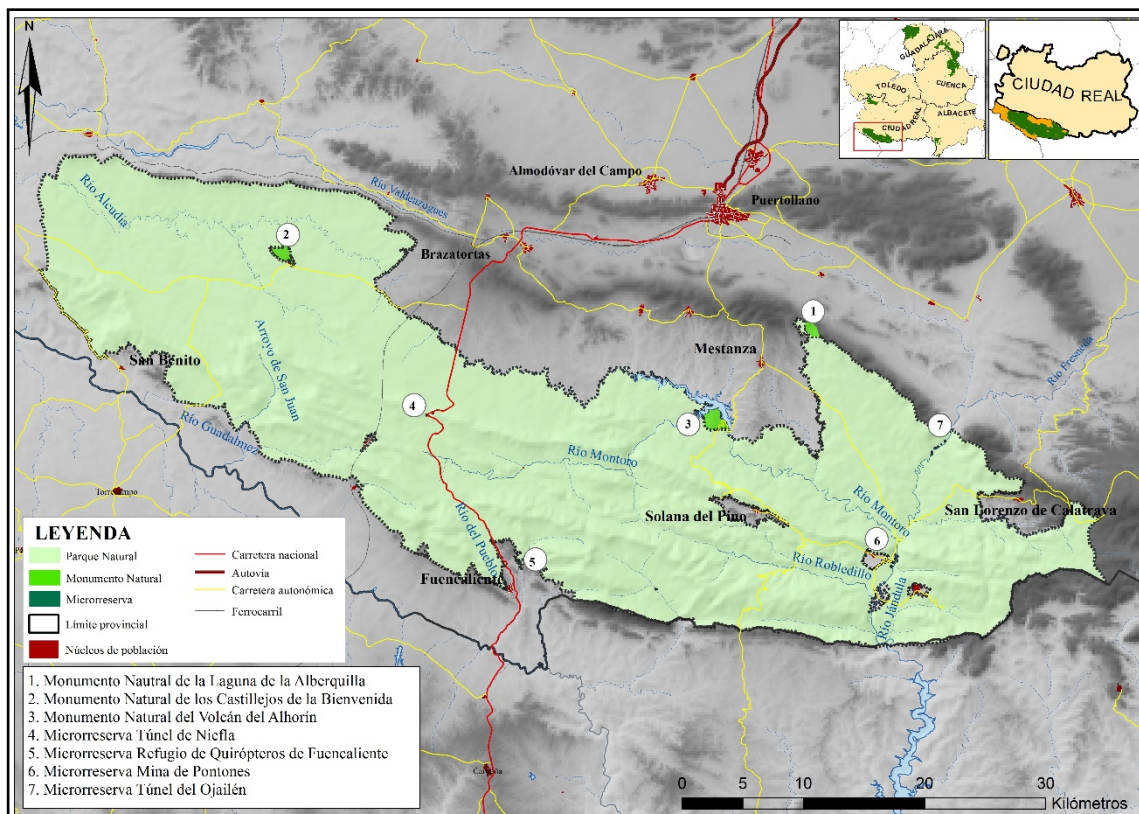 N
GUADALAJARA
TOLEDO
CUENCA
CIUDAD REAL
ALBACETE
CIUDAD REAL
Almodóvar del Campo
Puertollano
Río Valdeazogues
Río Alcudia
2
Brazatortas
1
Mestanza
Río Fresneda
San Benito
Arroyo de San Juan
4
3
7
Río Guadalmez
Río Montoro
Río Montoro
San Lorenzo de Calatrava
Solana del Pino
6
Río del Pueblo
Río Robledillo
5
Fuencaliente
Río Jándula
LEYENDA
Parque Natural
Monumento Natural
Microrreserva
Límite provincial
Núcleos de población
Carretera nacional
Autovía
Carretera autonómica
Ferrocarril
1. Monumento Nautral de la Laguna de la Alberquilla
2. Monumento Natural de los Castillejos de la Bienvenida
3. Monumento Natural del Volcán del Alhorín
4. Microrreserva Túnel de Niefla
5. Microrreserva Refugio de Quirópteros de Fuencaliente
6. Microrreserva Mina de Pontones
7. Microrreserva Túnel del Ojailén
0 5 10 20 30
Kilómetros